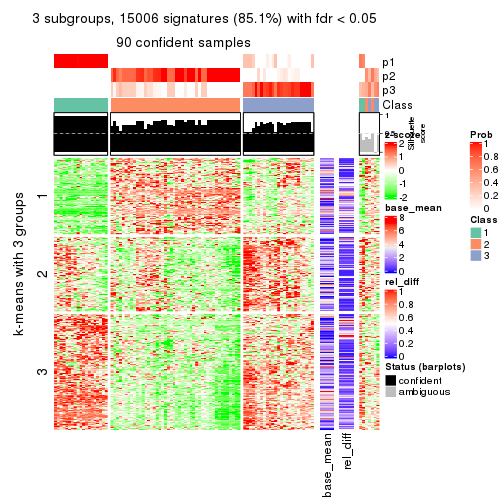 3 subgroups, 15006 signatures (85.1%) with fdr < 0.05
90 confident samples
p1
p2
p3
Class
1
Silhouette
score
z-score
2
1
0
-1
-2
Prob
1
0.8
0.6
0.4
0.2
0
base_mean
8
6
4
2
0
Class
1
2
3
rel_diff
1
0.8
0.6
0.4
0.2
0
Status (barplots)
confident
ambiguous
k-means with 3 groups
1
2
3
base_mean
rel_diff